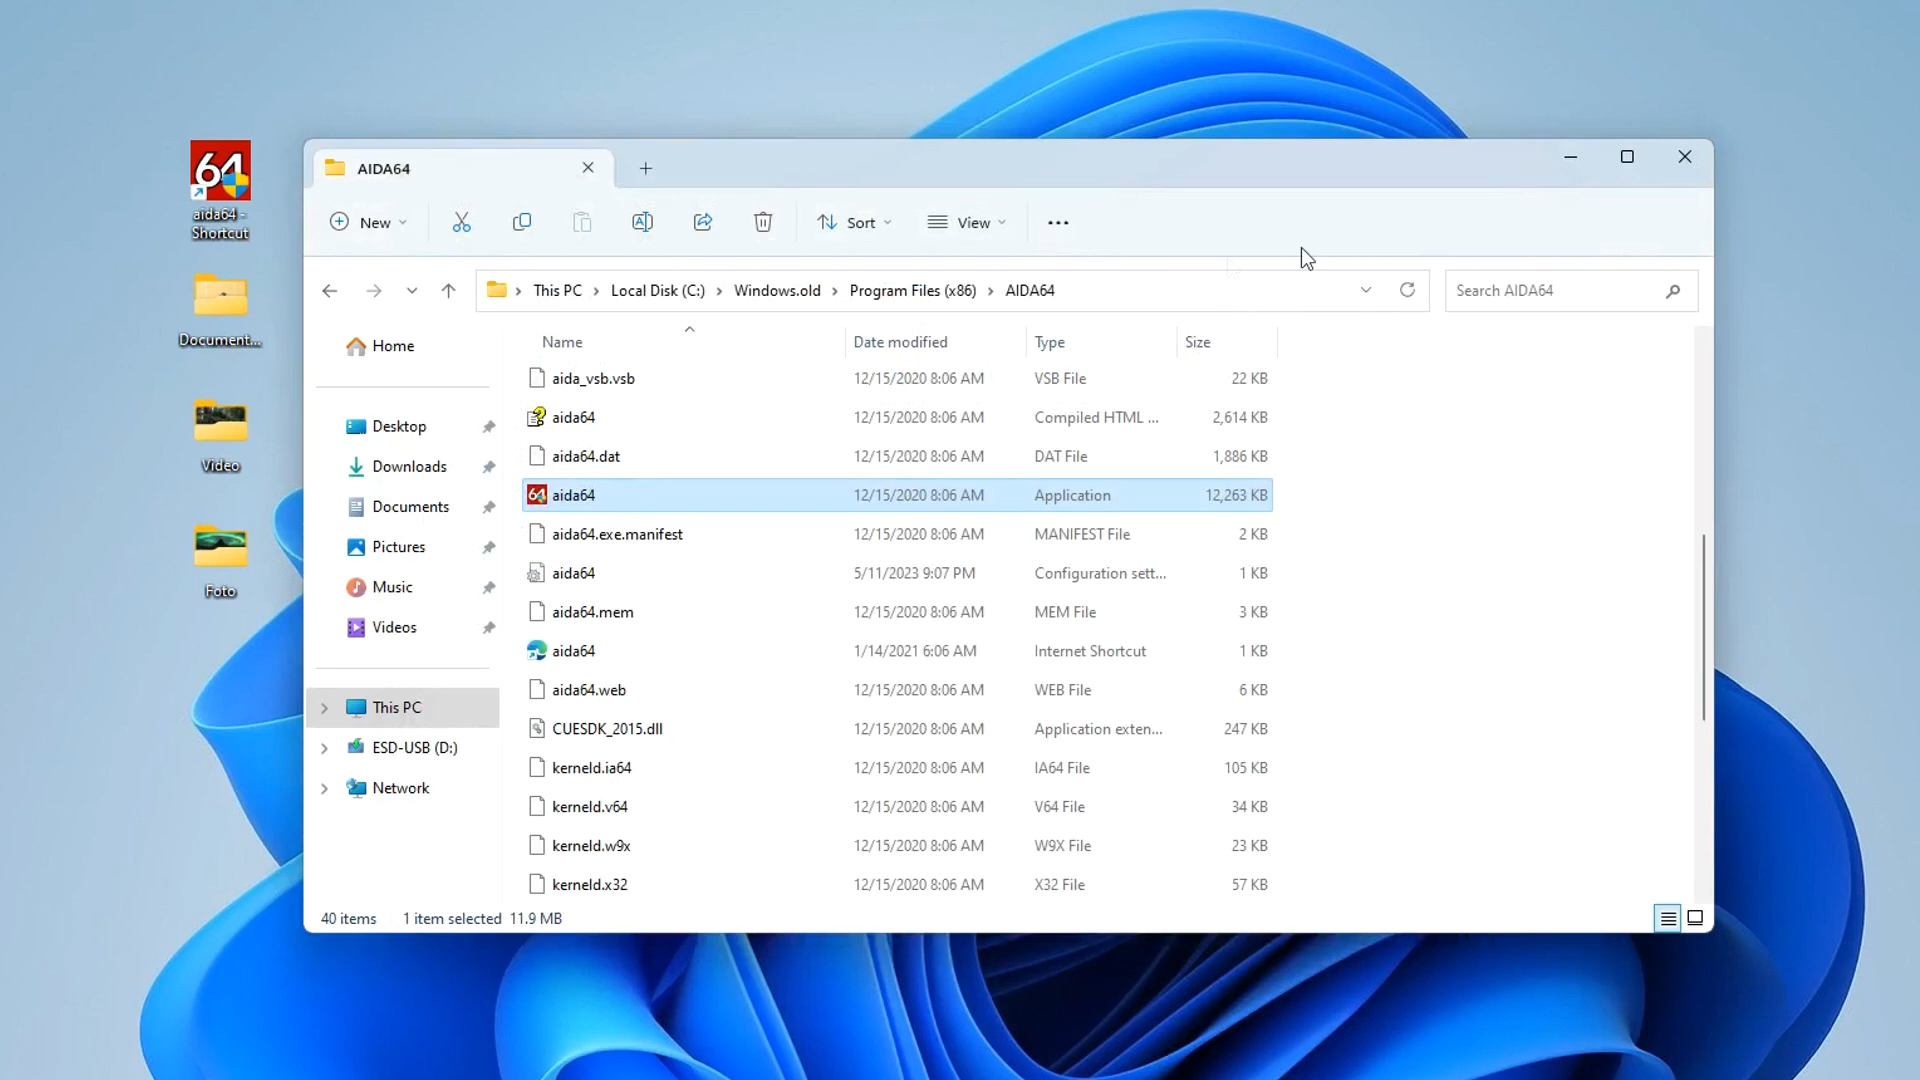 64
aida64 -
Shortcut
Document...
Video
Foto
AIDA64
New
Sort
View
This PC
Local Disk (C:)
Windows.old
Program Files (x86)
AIDA64
Search AIDA64
Home
Desktop
Downloads
Documents
Pictures
Music
Videos
This PC
ESD-USB (D:)
Network
Name Date modified Type Size
aida_vsb.vsb 12/15/2020 8:06 AM VSB File 22 KB
aida64 12/15/2020 8:06 AM Compiled HTML ... 2,614 KB
aida64.dat 12/15/2020 8:06 AM DAT File 1,886 KB
64 aida64 12/15/2020 8:06 AM Application 12,263 KB
aida64.exe.manifest 12/15/2020 8:06 AM MANIFEST File 2 KB
aida64 5/11/2023 9:07 PM Configuration sett... 1 KB
aida64.mem 12/15/2020 8:06 AM MEM File 3 KB
aida64 1/14/2021 6:06 AM Internet Shortcut 1 KB
aida64.web 12/15/2020 8:06 AM WEB File 6 KB
CUESDK_2015.dll 12/15/2020 8:06 AM Application exten... 247 KB
kerneld.ia64 12/15/2020 8:06 AM IA64 File 105 KB
kerneld.v64 12/15/2020 8:06 AM V64 File 34 KB
kerneld.w9x 12/15/2020 8:06 AM W9X File 23 KB
kerneld.x32 12/15/2020 8:06 AM X32 File 57 KB
40 items 1 item selected 11.9 MB